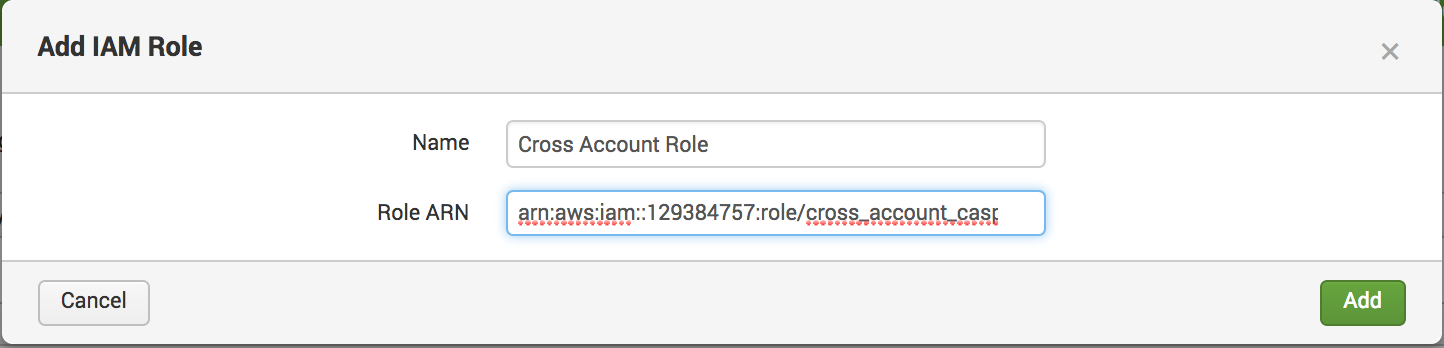 Add IAM Role
×
Name
Cross Account Role
Role ARN
arn:aws:iam::129384757:role/cross_account_casp
Cancel
Add